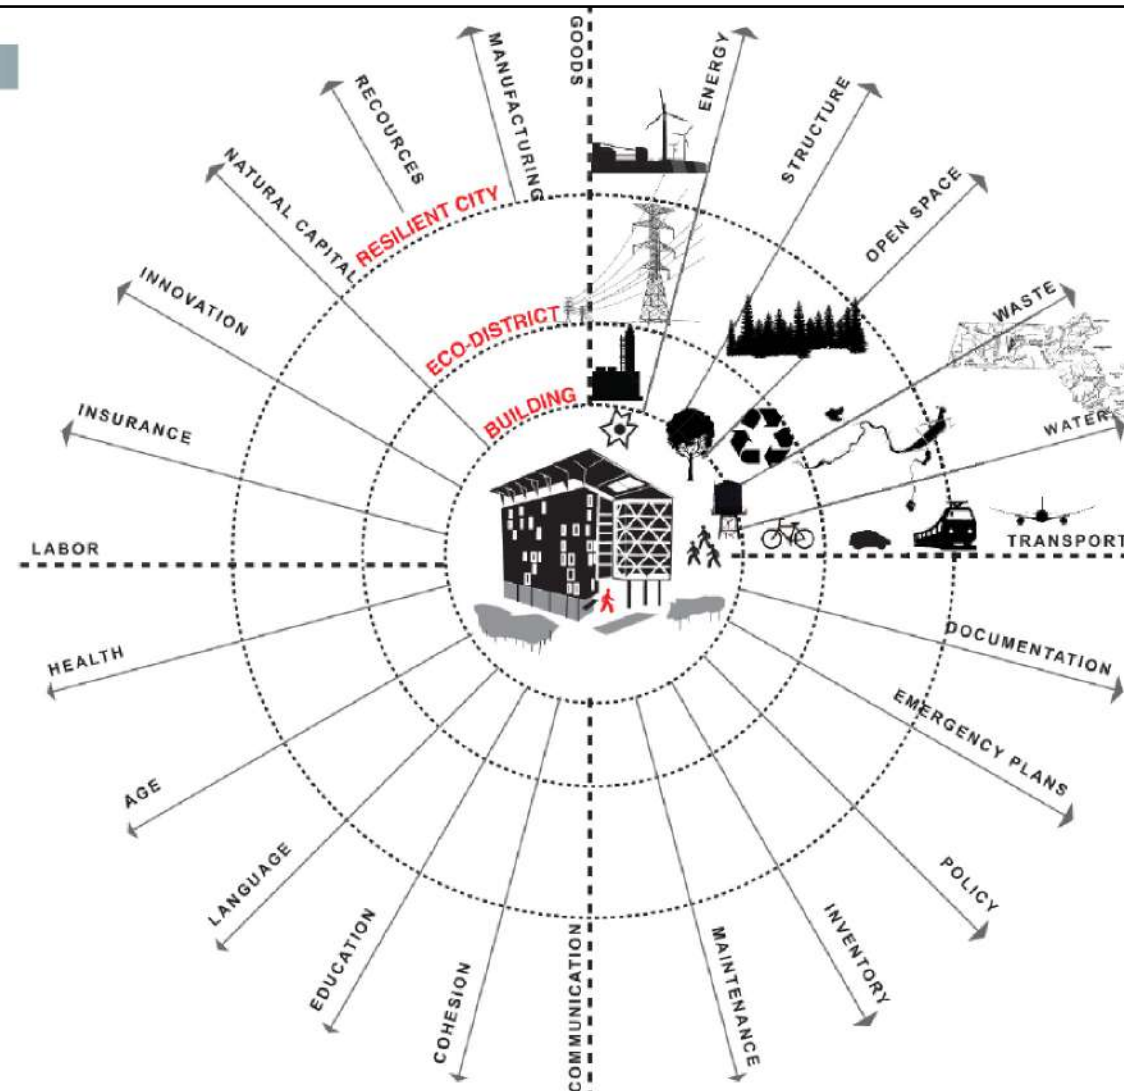 GOODS
ENERGY
STRUCTURE
OPEN SPACE
WASTE
WATER
TRANSPORT
DOCUMENTATION
EMERGENCY PLANS
POLICY
INVENTORY
MAINTENANCE
COMMUNICATION
COHESION
EDUCATION
LANGUAGE
AGE
HEALTH
LABOR
INSURANCE
INNOVATION
NATURAL CAPITAL
RECOURCES
MANUFACTURING
RESILIENT CITY
ECO-DISTRICT
BUILDING